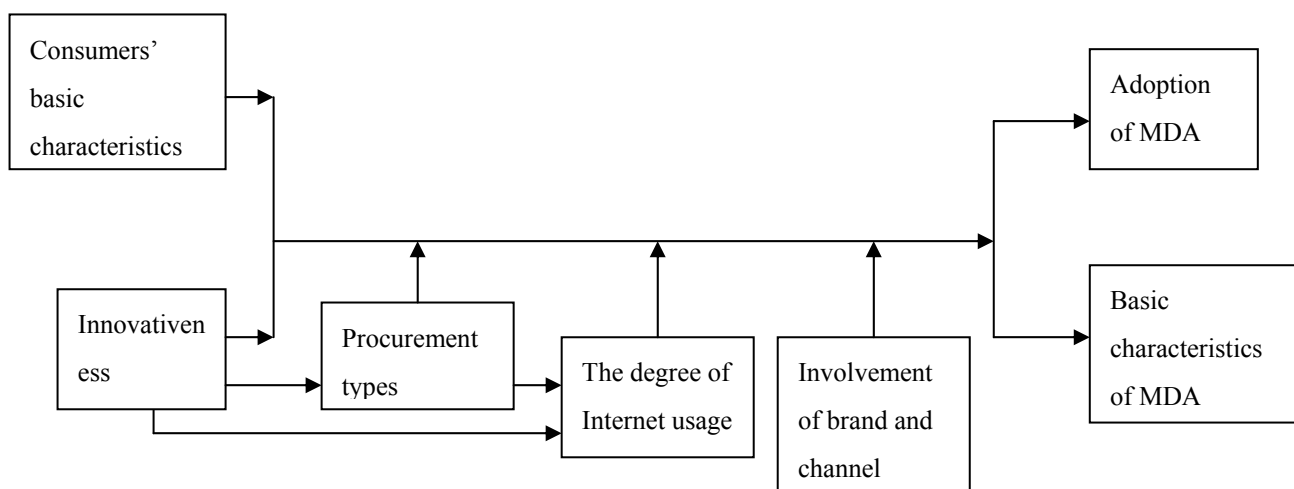 Consumers’
basic
characteristics
Adoption
of MDA
Innovativen
ess
Procurement
types
The degree of
Internet usage
Involvement
of brand and
channel
Basic
characteristics
of MDA